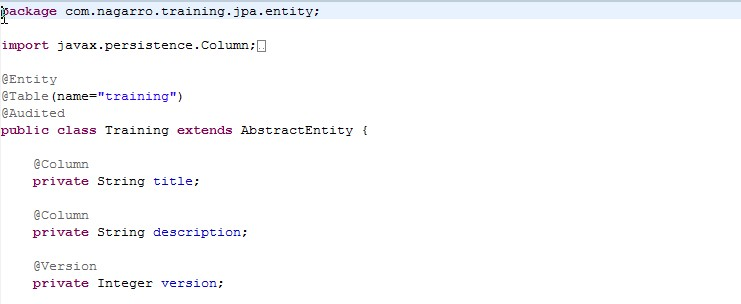 package com.nagarro.training.jpa.entity;
import javax.persistence.Column;
@Entity
@Table(name="training")
@Audited
public class Training extends AbstractEntity {
@Column
private String title;
@Column
private String description;
@Version
private Integer version;